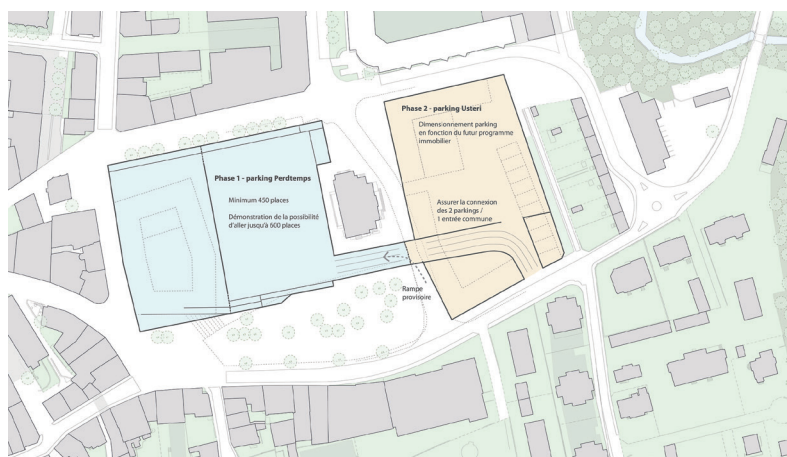 Phase 1 - parking Perdtemps
Minimum 450 places
Démonstration de la possibilité
d'aller jusqu'à 600 places
Phase 2 - parking Usteri
Dimensionnement parking
en fonction du futur programme
immobilier
Assurer la connexion
des 2 parkings /
1 entrée commune
Rampe
provisoire